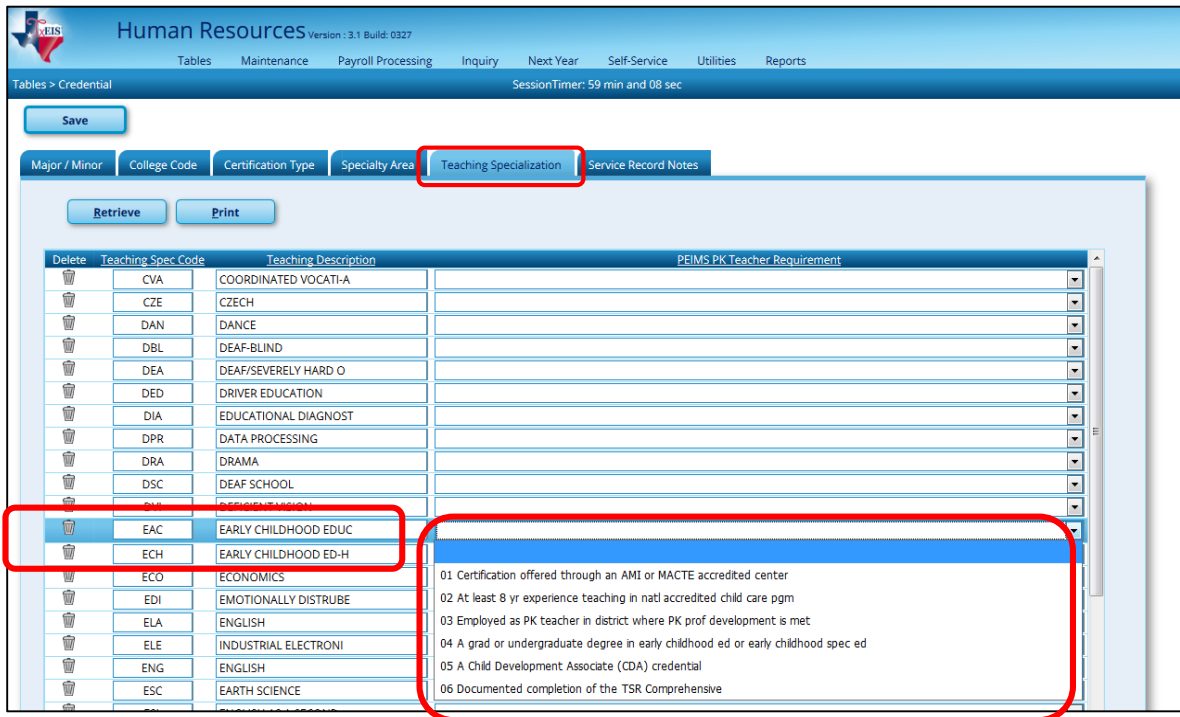 TxEIS
Human Resources Version : 3.1 Build: 0327
Tables Maintenance Payroll Processing Inquiry Next Year Self-Service Utilities Reports
Tables > Credential SessionTimer: 59 min and 08 sec
Save
Major / Minor College Code Certification Type Specialty Area Teaching Specialization Service Record Notes
Retrieve Print
Delete Teaching Spec Code Teaching Description PEIMS PK Teacher Requirement
CVA COORDINATED VOCATI-A
CZE CZECH
DAN DANCE
DBL DEAF-BLIND
DEA DEAF/SEVERELY HARD O
DED DRIVER EDUCATION
DIA EDUCATIONAL DIAGNOST
DPR DATA PROCESSING
DRA DRAMA
DSC DEAF SCHOOL
DVI DEFICIENT VISION
EAC EARLY CHILDHOOD EDUC
ECH EARLY CHILDHOOD ED-H
ECO ECONOMICS 01 Certification offered through an AMI or MACTE accredited center
EDI EMOTIONALLY DISTRUBE 02 At least 8 yr experience teaching in natl accredited child care pgm
ELA ENGLISH 03 Employed as PK teacher in district where PK prof development is met
ELE INDUSTRIAL ELECTRONI 04 A grad or undergraduate degree in early childhood ed or early childhood spec ed
ENG ENGLISH 05 A Child Development Associate (CDA) credential
ESC EARTH SCIENCE 06 Documented completion of the TSR Comprehensive